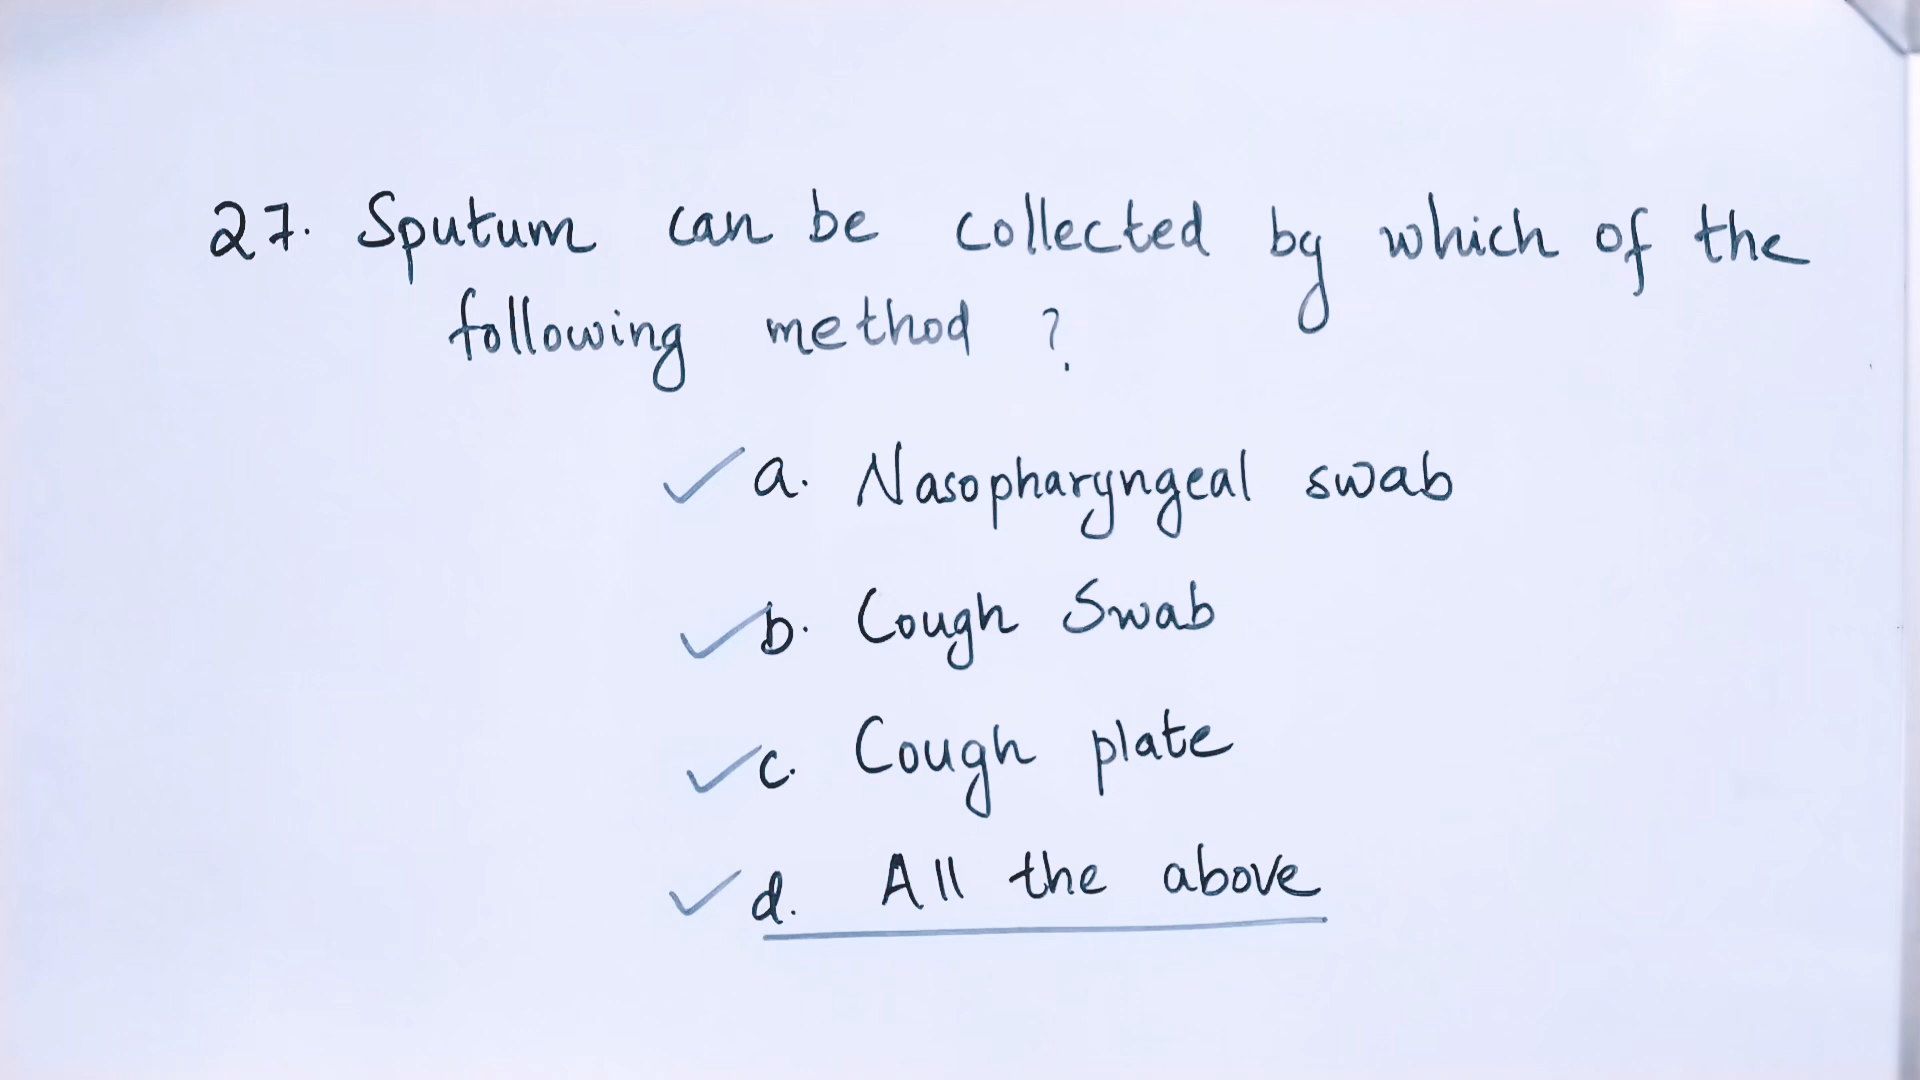 27. Sputum can be collected by which of the
following method ?
✓ a. Nasopharyngeal swab
✓ b. Cough Swab
✓ c. Cough plate
✓ d. All the above